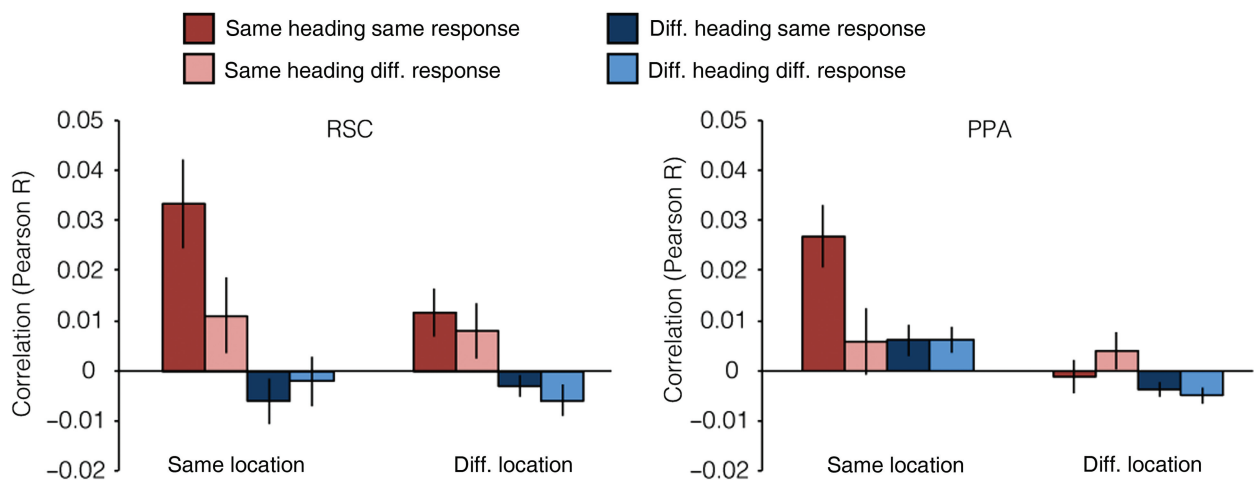 Same heading same response
Diff. heading same response
Same heading diff. response
Diff. heading diff. response
RSC
Correlation (Pearson R)
0.05
0.04
0.03
0.02
0.01
0
−0.01
−0.02
Same location
Diff. location
PPA
Correlation (Pearson R)
0.05
0.04
0.03
0.02
0.01
0
−0.01
−0.02
Same location
Diff. location